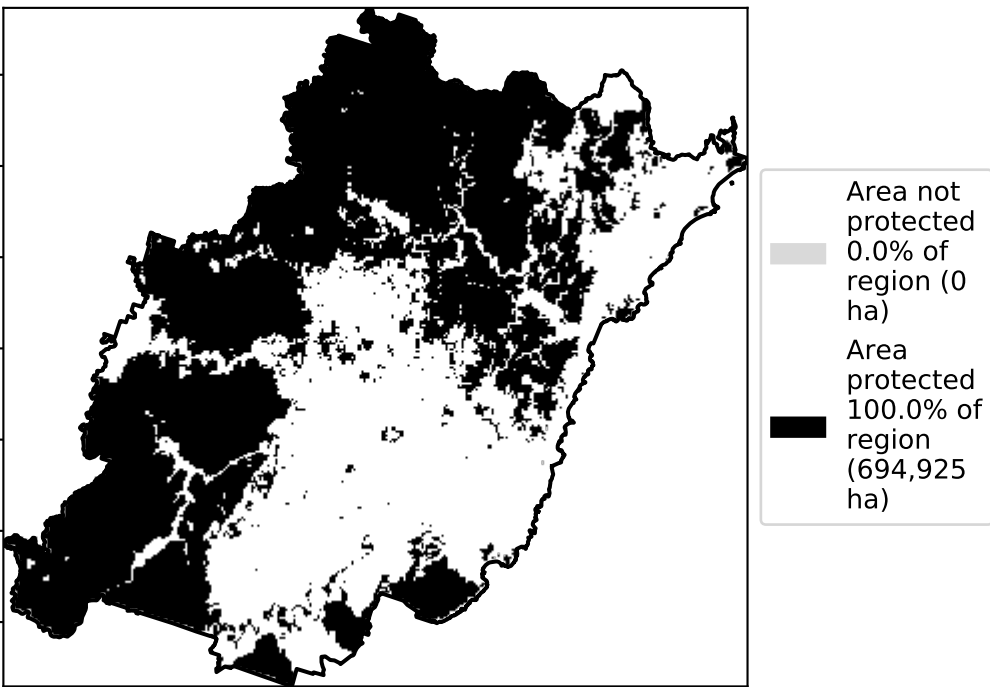 Area not
protected
0.0% of
region (0
ha)
Area
protected
100.0% of
region
(694,925
ha)